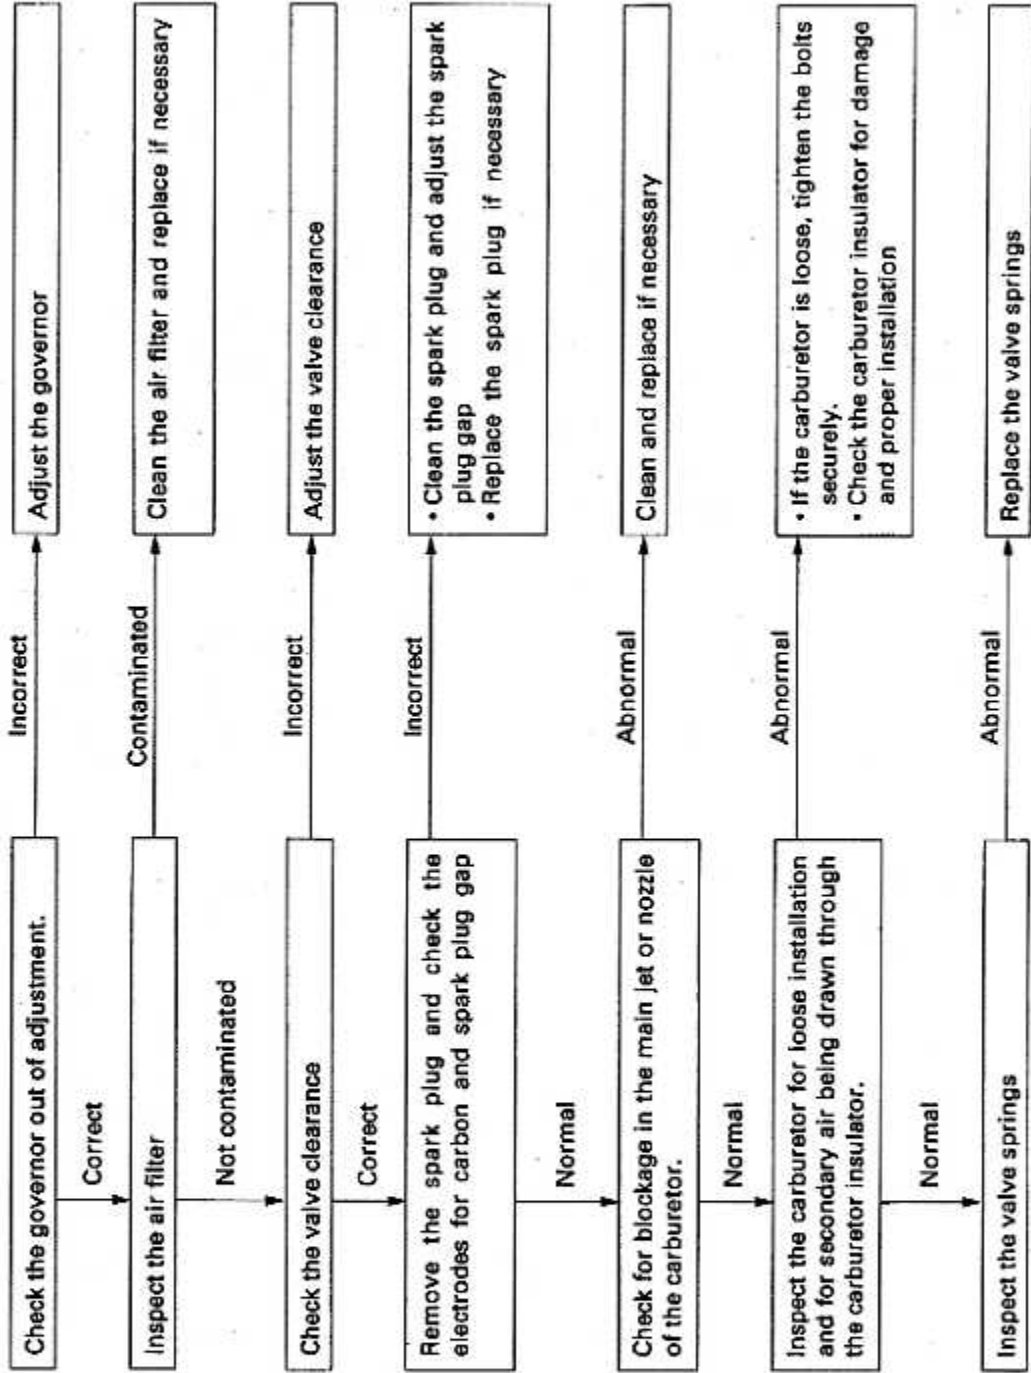 Check the governor out of adjustment.
Incorrect
Adjust the governor
Correct
Inspect the air filter
Contaminated
Clean the air filter and replace if necessary
Not contaminated
Check the valve clearance
Incorrect
Adjust the valve clearance
Correct
Remove the spark plug and check the
electrodes for carbon and spark plug gap
Incorrect
• Clean the spark plug and adjust the spark
plug gap
• Replace the spark plug if necessary
Normal
Check for blockage in the main jet or nozzle
of the carburetor.
Abnormal
Clean and replace if necessary
Normal
Inspect the carburetor for loose installation
and for secondary air being drawn through
the carburetor insulator.
Abnormal
• If the carburetor is loose, tighten the bolts
securely.
• Check the carburetor insulator for damage
and proper installation
Normal
Inspect the valve springs
Abnormal
Replace the valve springs